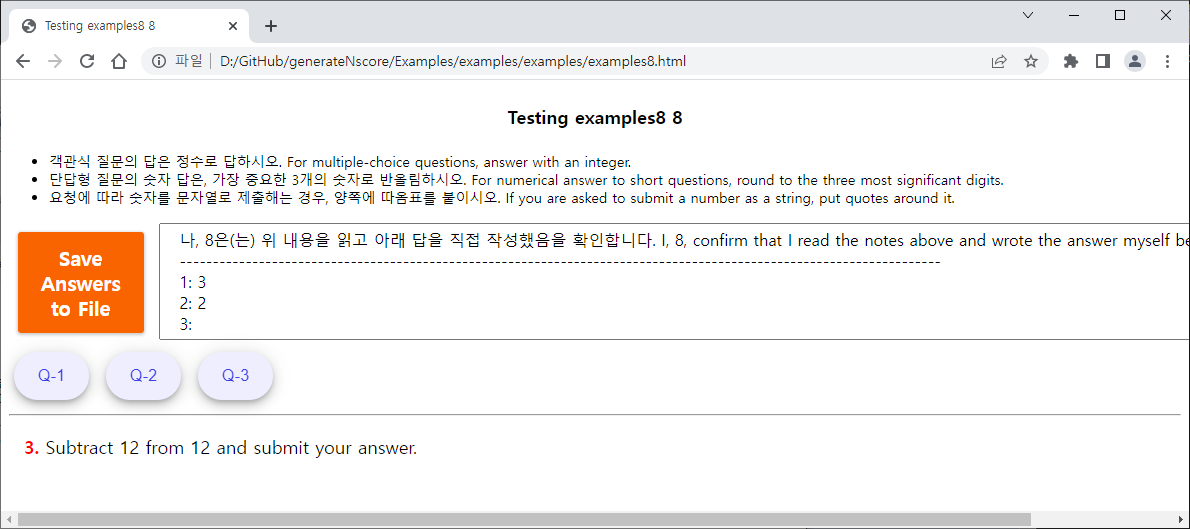 Testing examples8 8
파일 | D:/GitHub/generateNscore/Examples/examples/examples/examples8.html
Testing examples8 8
• 객관식 질문의 답은 정수로 답하시오. For multiple-choice questions, answer with an integer.
• 단답형 질문의 숫자 답은, 가장 중요한 3개의 숫자로 반올림하시오. For numerical answer to short questions, round to the three most significant digits.
• 요청에 따라 숫자를 문자열로 제출해는 경우, 양쪽에 따옴표를 붙이시오. If you are asked to submit a number as a string, put quotes around it.
Save
Answers
to File
나, 8은(는) 위 내용을 읽고 아래 답을 직접 작성했음을 확인합니다. I, 8, confirm that I read the notes above and wrote the answer myself be
---------------------------------------------------------------------------------------------------------------------
1: 3
2: 2
3:
Q-1 Q-2 Q-3
3. Subtract 12 from 12 and submit your answer.